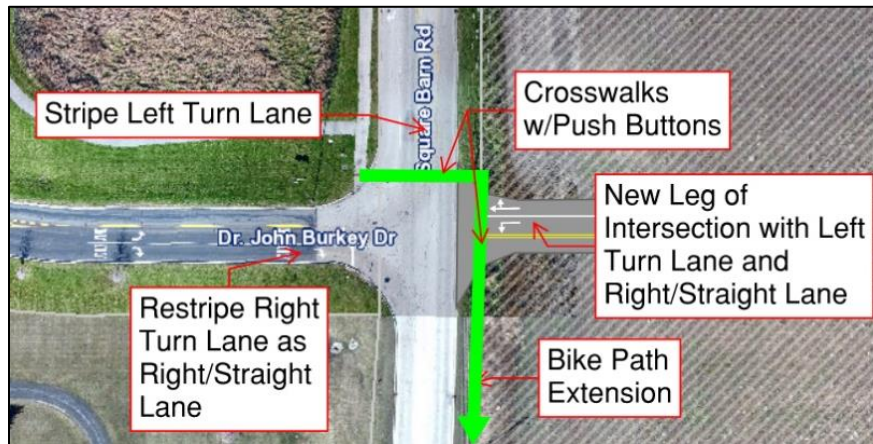 Square Barn Rd
Stripe Left Turn Lane
Crosswalks
w/Push Buttons
Dr. John Burkey Dr
New Leg of
Intersection with Left
Turn Lane and
Right/Straight Lane
Restripe Right
Turn Lane as
Right/Straight
Lane
Bike Path
Extension